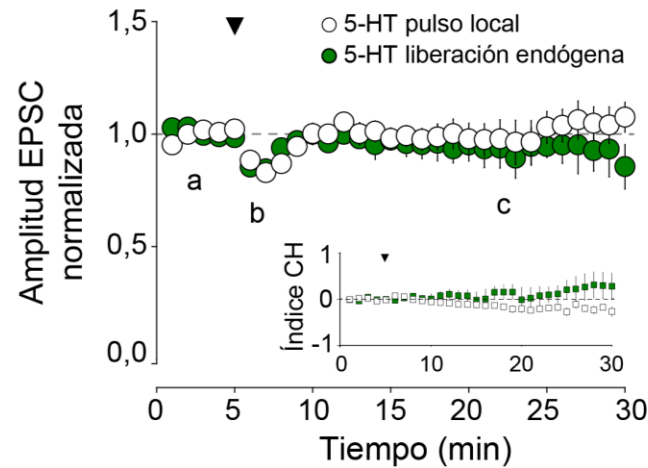 5-HT pulso local
5-HT liberación endógena
Amplitud EPSC
normalizada
1,5
1,0
0,5
0,0
a
b
c
Índice CH
1
0
-1
0 10 20 30
0 5 10 15 20 25 30
Tiempo (min)